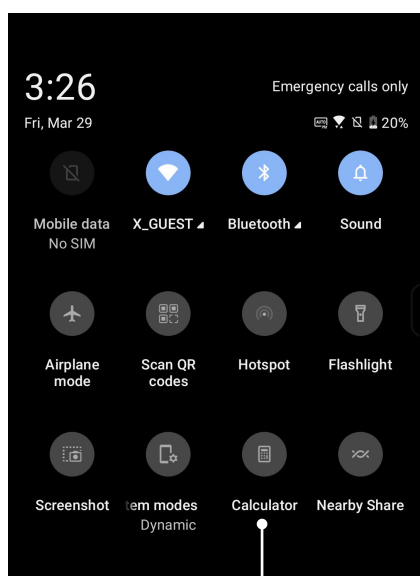 3:26
Emergency calls only
Fri, Mar 29
20%
Mobile data
No SIM
X_GUEST
Bluetooth
Sound
Airplane
mode
Scan QR
codes
Hotspot
Flashlight
Screenshot
tem modes
Dynamic
Calculator
Nearby Share